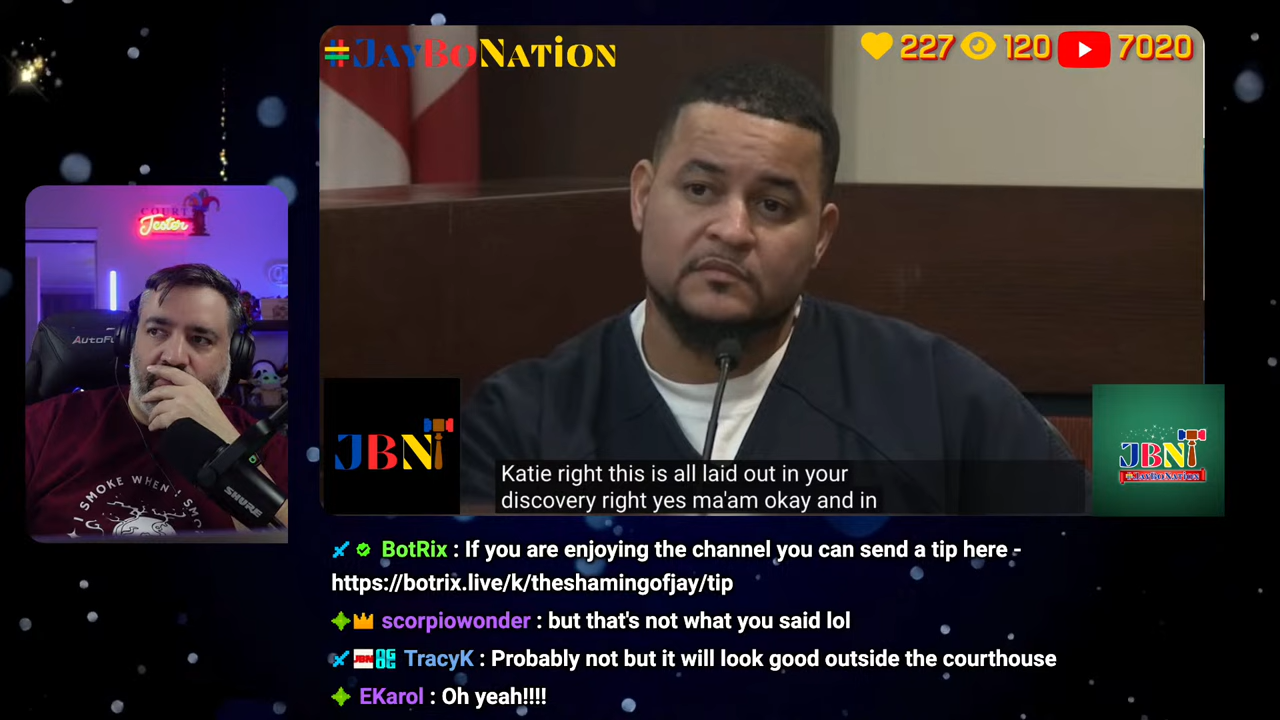 #JAYBONATION
227 120 7020
COURT
Jester
I SMOKE WHEN I SMO
SHURE
JBN
Katie right this is all laid out in your
discovery right yes ma'am okay and in
JBN
#JAYBONATION
BotRix : If you are enjoying the channel you can send a tip here -
https://botrix.live/k/theshamingofjay/tip
scorpiowonder : but that's not what you said lol
JBN OG TracyK : Probably not but it will look good outside the courthouse
EKarol : Oh yeah!!!!